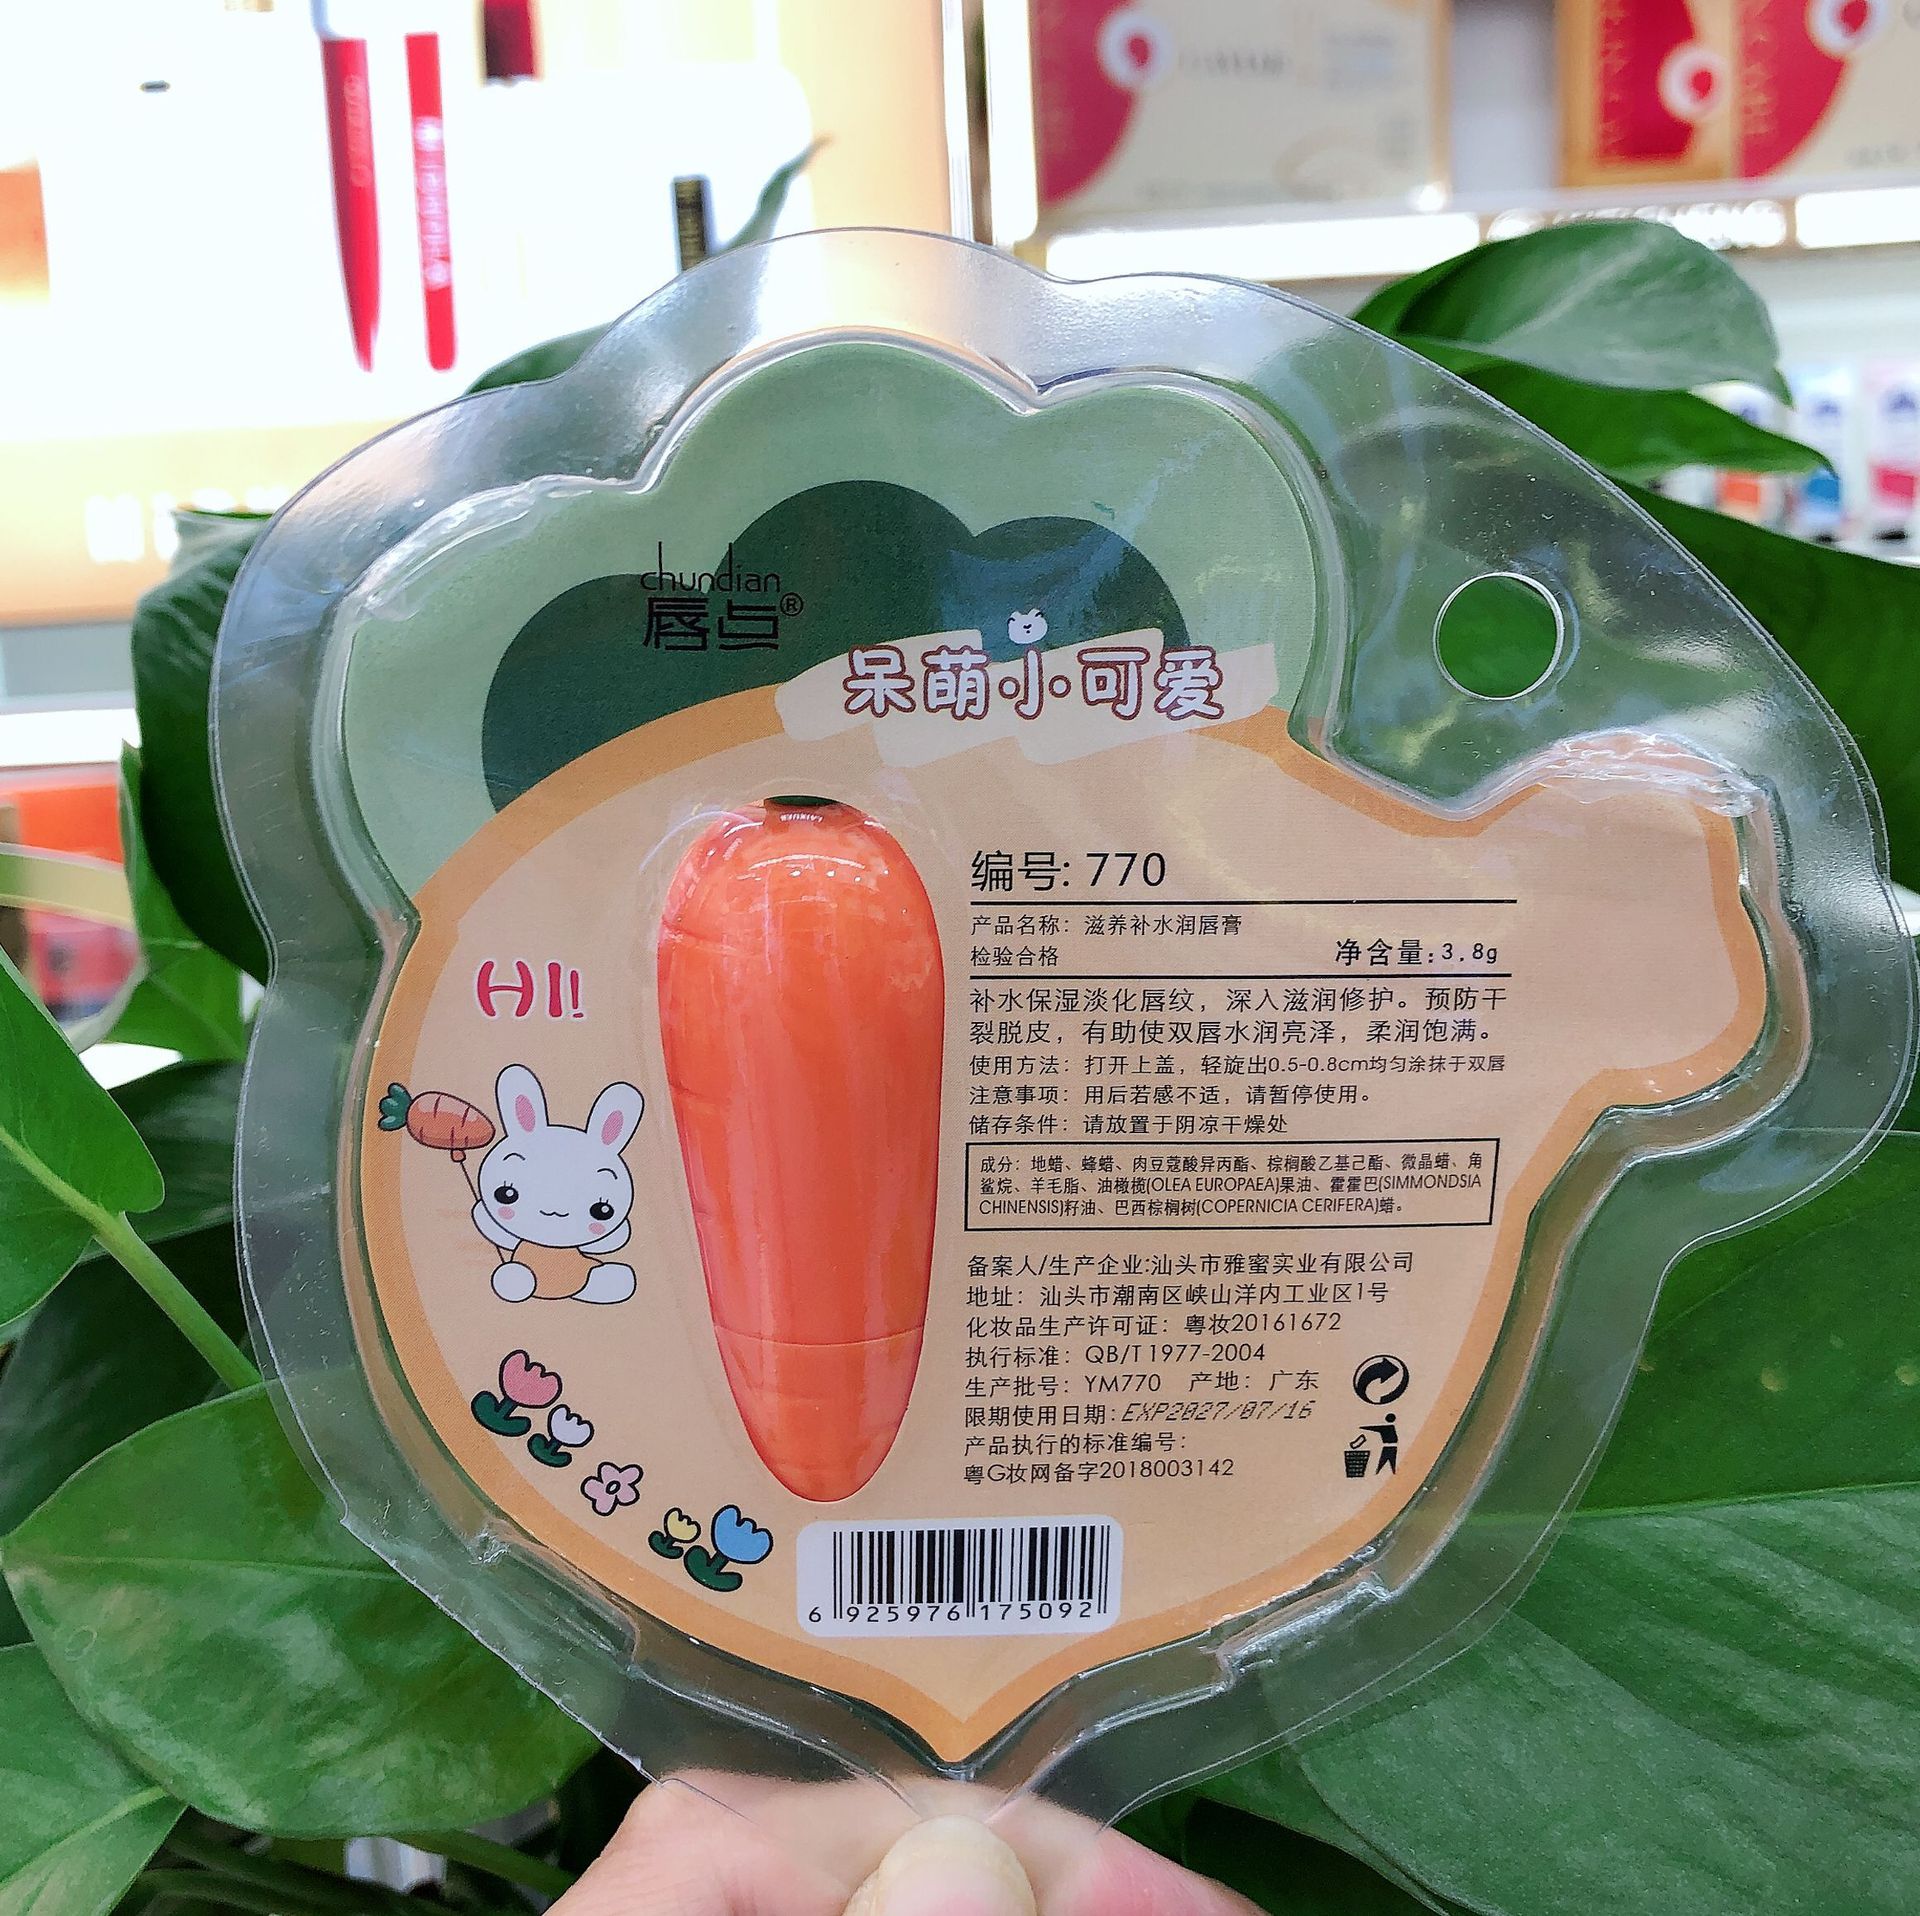 chundian
唇点®
呆萌小可爱
HI!
编号: 770
产品名称：滋养补水润唇膏
检验合格 净含量:3.8g
补水保湿淡化唇纹，深入滋润修护。预防干
裂脱皮，有助使双唇水润亮泽，柔润饱满。
使用方法：打开上盖，轻旋出0.5-0.8cm均匀涂抹于双唇
注意事项：用后若感不适，请暂停使用。
储存条件：请放置于阴凉干燥处
成分：地蜡、蜂蜡、肉豆蔻酸异丙酯、棕榈酸乙基己酯、微晶蜡、角
鲨烷、羊毛脂、油橄榄(OLEA EUROPAEA)果油、霍霍巴(SIMMONDSIA
CHINENSIS)籽油、巴西棕榈树(COPERNICIA CERIFERA)蜡。
备案人/生产企业:汕头市雅蜜实业有限公司
地址：汕头市潮南区峡山洋内工业区1号
化妆品生产许可证：粤妆20161672
执行标准：QB/T 1977-2004
生产批号：YM770 产地：广东
限期使用日期:EXP2027/07/16
产品执行的标准编号：
粤G妆网备字2018003142
6 925976 175092